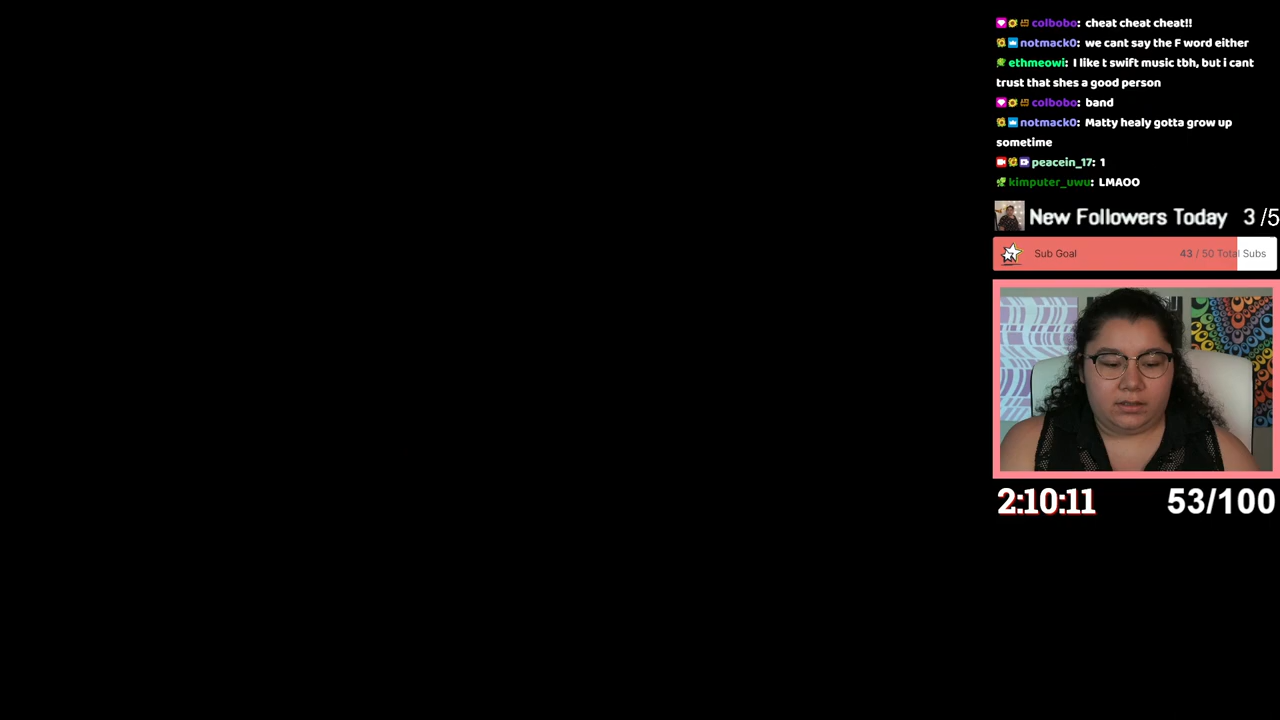 colbobo: cheat cheat cheat!!
notmack0: we cant say the F word either
ethmeowi: I like t swift music tbh, but i cant
trust that shes a good person
colbobo: band
notmack0: Matty healy gotta grow up
sometime
peacein_17: 1
kimputer_uwu: LMAOO
New Followers Today 3 /5
Sub Goal 43 / 50 Total Subs
2:10:11 53/100